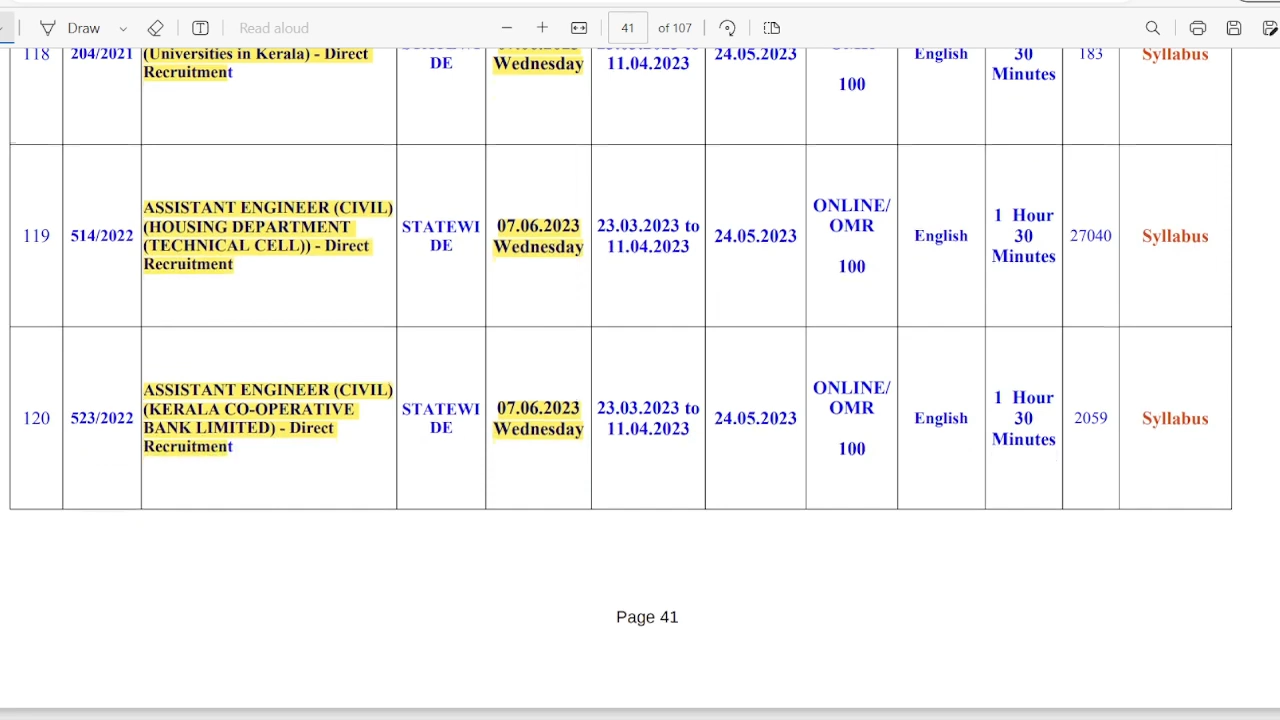 Draw
Read aloud
41
of 107
118
204/2021
(Universities in Kerala) - Direct
Recruitment
DE
Wednesday
11.04.2023
24.05.2023
100
English
30
Minutes
183
Syllabus
119
514/2022
ASSISTANT ENGINEER (CIVIL)
(HOUSING DEPARTMENT
(TECHNICAL CELL)) - Direct
Recruitment
STATEWI
DE
07.06.2023
Wednesday
23.03.2023 to
11.04.2023
24.05.2023
ONLINE/
OMR
100
English
1 Hour
30
Minutes
27040
Syllabus
120
523/2022
ASSISTANT ENGINEER (CIVIL)
(KERALA CO-OPERATIVE
BANK LIMITED) - Direct
Recruitment
STATEWI
DE
07.06.2023
Wednesday
23.03.2023 to
11.04.2023
24.05.2023
ONLINE/
OMR
100
English
1 Hour
30
Minutes
2059
Syllabus
Page 41